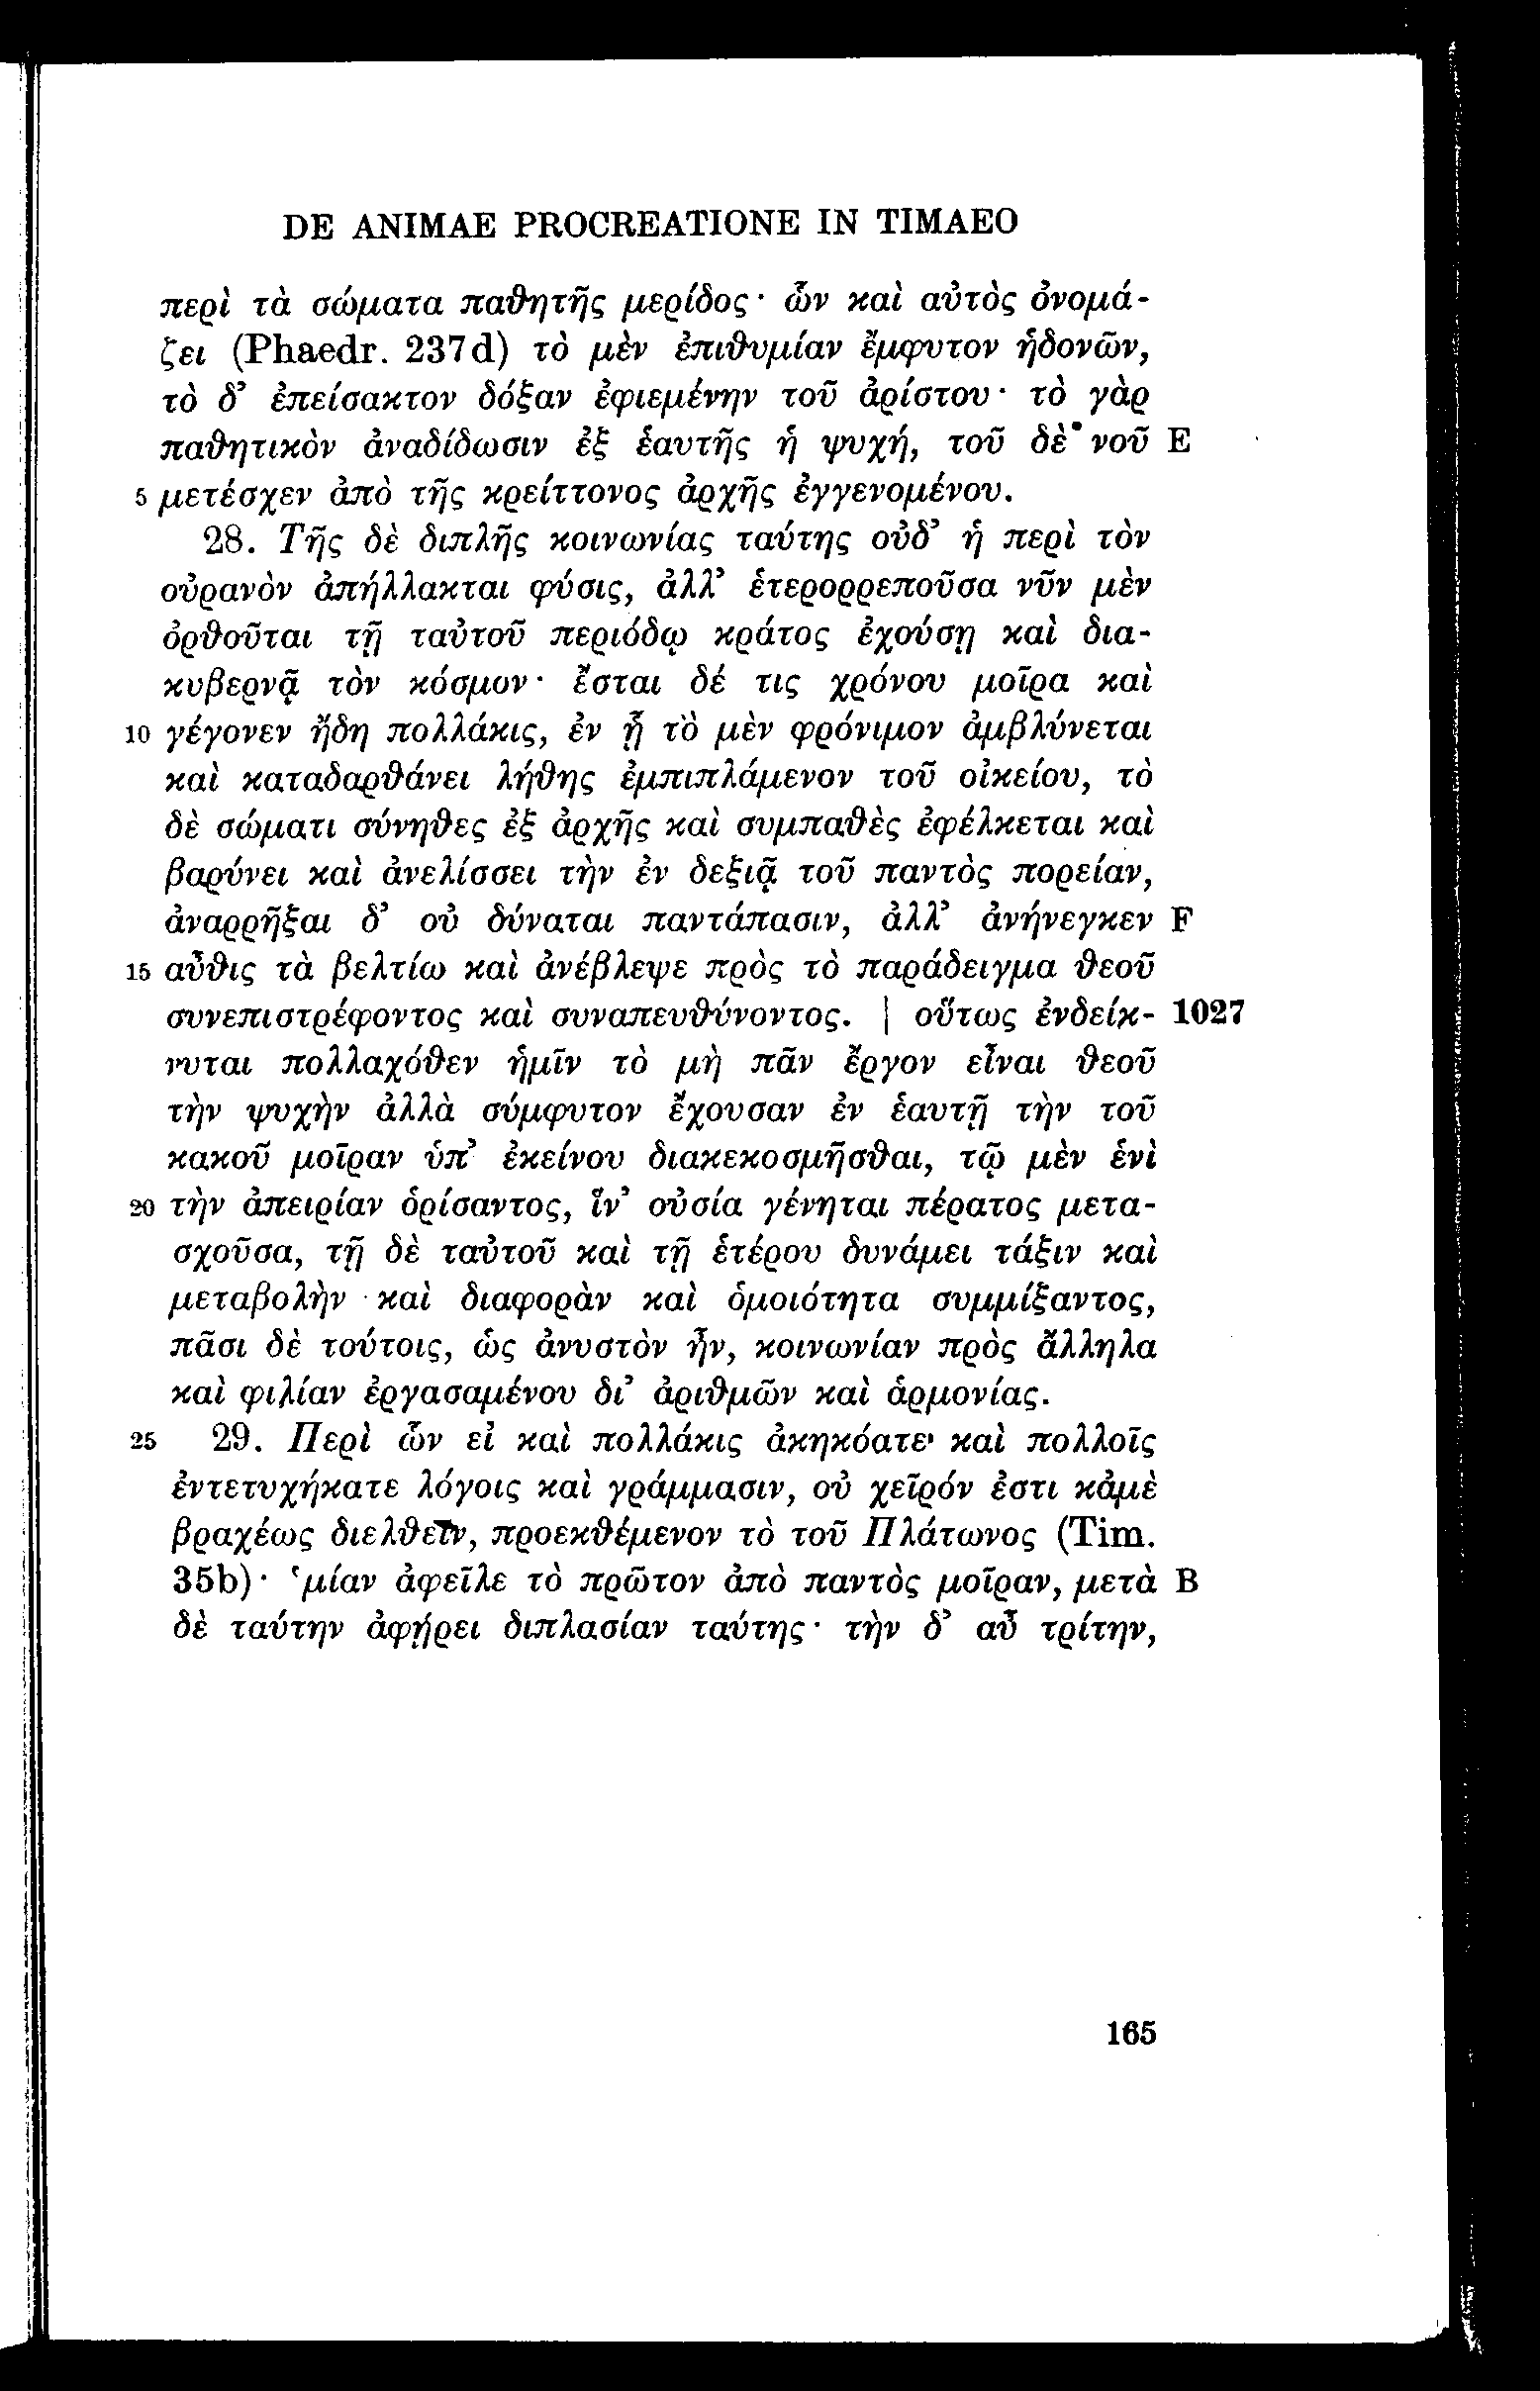 DE ANIMAE PROCREATIONE IN TIMAEO
περὶ τὰ σώματα παθητῆς μερίδος· ὧν καὶ αὐτὸς ὀνομά-
ζει (Phaedr. 237d) τὸ μὲν ἐπιθυμίαν ἔμφυτον ἡδονῶν,
τὸ δ’ ἐπείσακτον δόξαν ἐφιεμένην τοῦ ἀρίστου· τὸ γὰρ
παθητικὸν ἀναδίδωσιν ἐξ ἑαυτῆς ἡ ψυχή, τοῦ δὲ νοῦ E
5 μετέσχεν ἀπὸ τῆς κρείττονος ἀρχῆς ἐγγενομένου.
28. Τῆς δὲ διπλῆς κοινωνίας ταύτης οὐδ’ ἡ περὶ τὸν
οὐρανὸν ἀπήλλακται φύσις, ἀλλ’ ἑτερορρεποῦσα νῦν μὲν
ὀρθοῦται τῇ ταὐτοῦ περιόδῳ κράτος ἐχούσῃ καὶ δια-
κυβερνᾷ τὸν κόσμον· ἔσται δέ τις χρόνου μοῖρα καὶ
10 γέγονεν ἤδη πολλάκις, ἐν ᾗ τὸ μὲν φρόνιμον ἀμβλύνεται
καὶ καταδαρθάνει λήθης ἐμπιπλάμενον τοῦ οἰκείου, τὸ
δὲ σώματι σύνηθες ἐξ ἀρχῆς καὶ συμπαθὲς ἐφέλκεται καὶ
βαρύνει καὶ ἀνελίσσει τὴν ἐν δεξιᾷ τοῦ παντὸς πορείαν,
ἀναρρῆξαι δ’ οὐ δύναται παντάπασιν, ἀλλ’ ἀνήνεγκεν F
15 αὖθις τὰ βελτίω καὶ ἀνέβλεψε πρὸς τὸ παράδειγμα θεοῦ
συνεπιστρέφοντος καὶ συναπευθύνοντος. | οὕτως ἐνδείκ- 1027
νυται πολλαχόθεν ἡμῖν τὸ μὴ πᾶν ἔργον εἶναι θεοῦ
τὴν ψυχὴν ἀλλὰ σύμφυτον ἔχουσαν ἐν ἑαυτῇ τὴν τοῦ
κακοῦ μοῖραν ὑπ’ ἐκείνου διακεκοσμῆσθαι, τῷ μὲν ἑνὶ
20 τὴν ἀπειρίαν ὁρίσαντος, ἵν’ οὐσία γένηται πέρατος μετα-
σχοῦσα, τῇ δὲ ταὐτοῦ καὶ τῇ ἑτέρου δυνάμει τάξιν καὶ
μεταβολὴν καὶ διαφορὰν καὶ ὁμοιότητα συμμίξαντος,
πᾶσι δὲ τούτοις, ὡς ἀνυστὸν ἦν, κοινωνίαν πρὸς ἄλληλα
καὶ φιλίαν ἐργασαμένου δι’ ἀριθμῶν καὶ ἁρμονίας.
25 29. Περὶ ὧν εἰ καὶ πολλάκις ἀκηκόατε καὶ πολλοῖς
ἐντετυχήκατε λόγοις καὶ γράμμασιν, οὐ χεῖρόν ἐστι κἀμὲ
βραχέως διελθεῖν, προεκθέμενον τὸ τοῦ Πλάτωνος (Tim.
35b)· ‘μίαν ἀφεῖλε τὸ πρῶτον ἀπὸ παντὸς μοῖραν, μετὰ B
δὲ ταύτην ἀφῄρει διπλασίαν ταύτης· τὴν δ’ αὖ τρίτην,
165